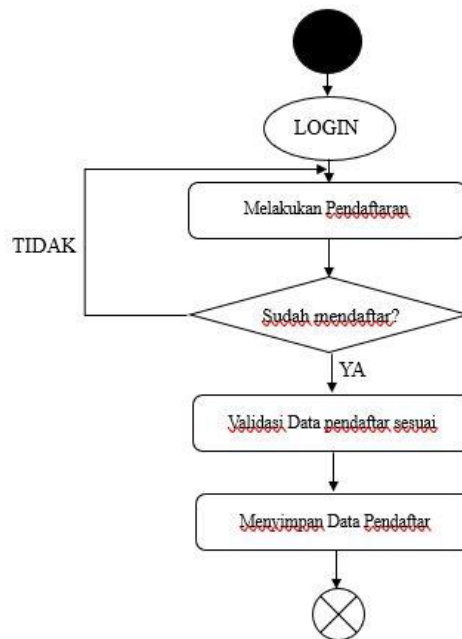 LOGIN
Melakukan Pendaftaran
TIDAK
Sudah mendaftar?
YA
Validasi Data pendaftar sesuai
Menyimpan Data Pendaftar